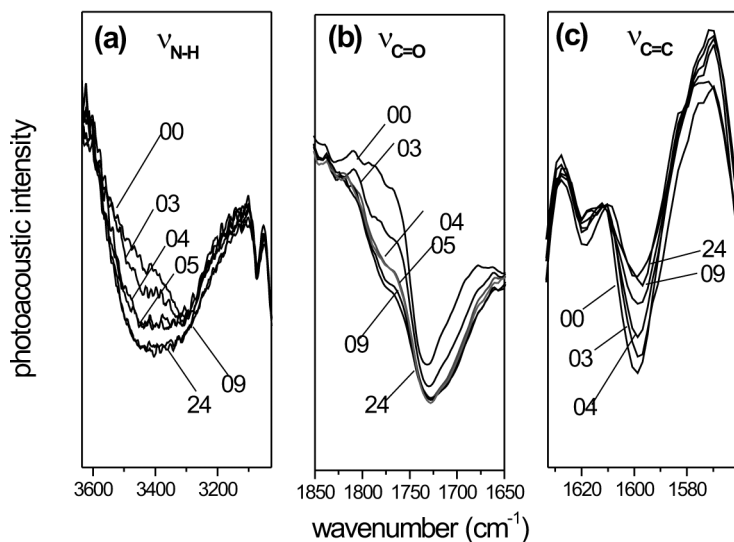 (a) νN-H
00
03
04
05
09
24
3600 3400 3200
(b) νC=O
00
03
04
05
09
24
1850 1800 1750 1700 1650
(c) νC=C
24
09
00
03
04
1620 1600 1580
photoacoustic intensity
wavenumber (cm-1)